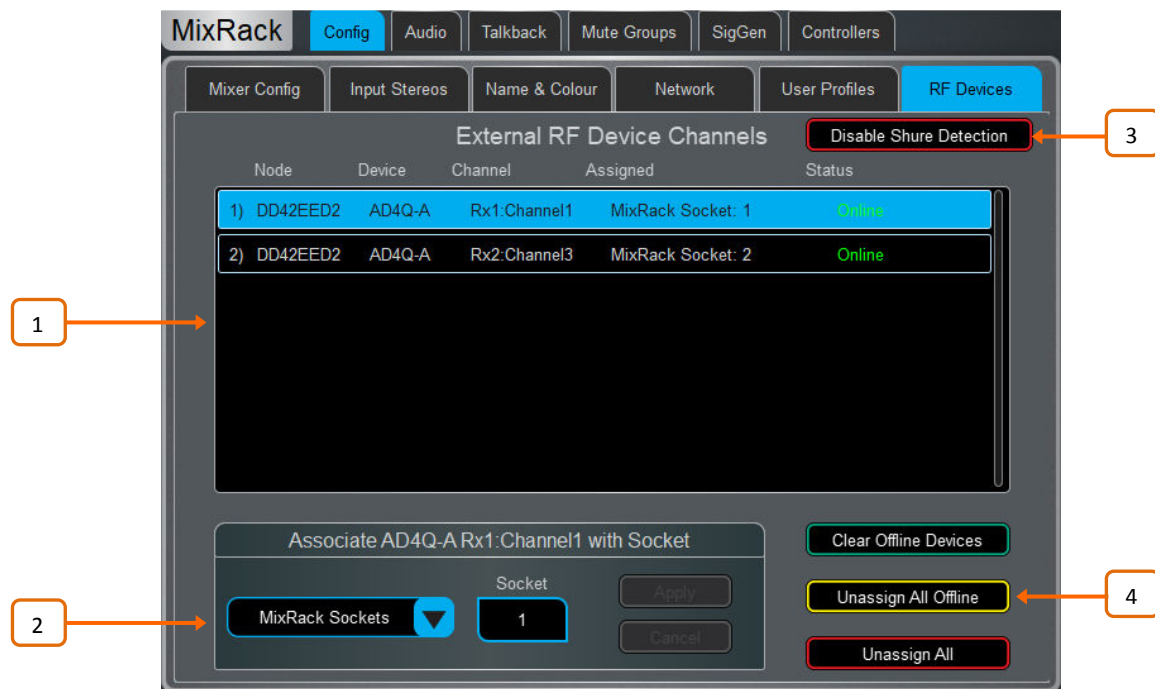 MixRack Config Audio Talkback Mute Groups SigGen Controllers
Mixer Config Input Stereos Name & Colour Network User Profiles RF Devices
External RF Device Channels Disable Shure Detection 3
Node Device Channel Assigned Status
1) DD42EED2 AD4Q-A Rx1:Channel1 MixRack Socket: 1 Online
2) DD42EED2 AD4Q-A Rx2:Channel3 MixRack Socket: 2 Online
1
Associate AD4Q-A Rx1:Channel1 with Socket Clear Offline Devices
Socket Apply Unassign All Offline 4
2 MixRack Sockets 1 Cancel
Unassign All